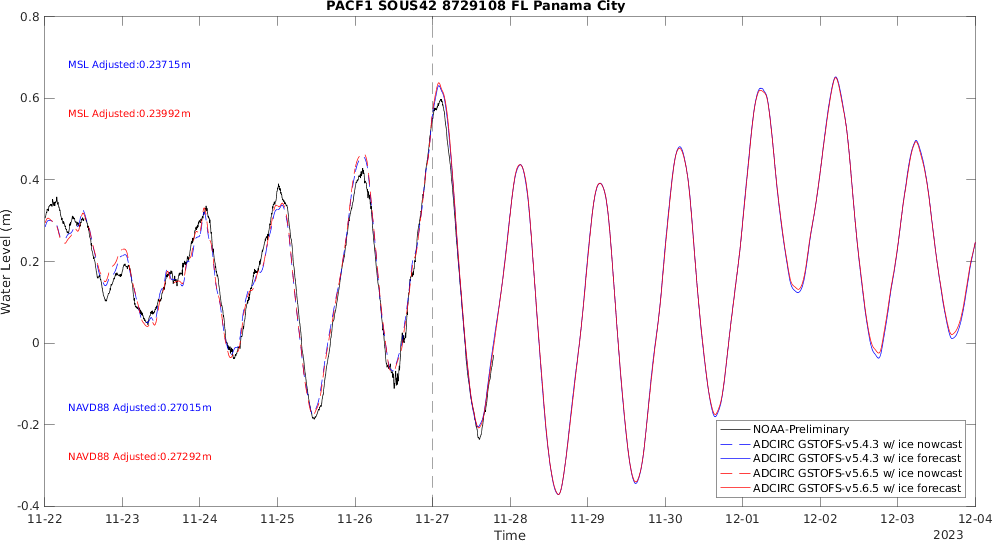 PACF1 SOUS42 8729108 FL Panama City
0.8
MSL Adjusted:0.23715m
0.6
MSL Adjusted:0.23992m
0.4
0.2
Water Level (m)
0
NAVD88 Adjusted:0.27015m
-0.2
NOAA-Preliminary
ADCIRC GSTOFS-v5.4.3 w/ ice nowcast
NAVD88 Adjusted:0.27292m
ADCIRC GSTOFS-v5.4.3 w/ ice forecast
ADCIRC GSTOFS-v5.6.5 w/ ice nowcast
ADCIRC GSTOFS-v5.6.5 w/ ice forecast
-0.4
11-22 11-23 11-24 11-25 11-26 11-27 11-28 11-29 11-30 12-01 12-02 12-03 12-04
Time
2023